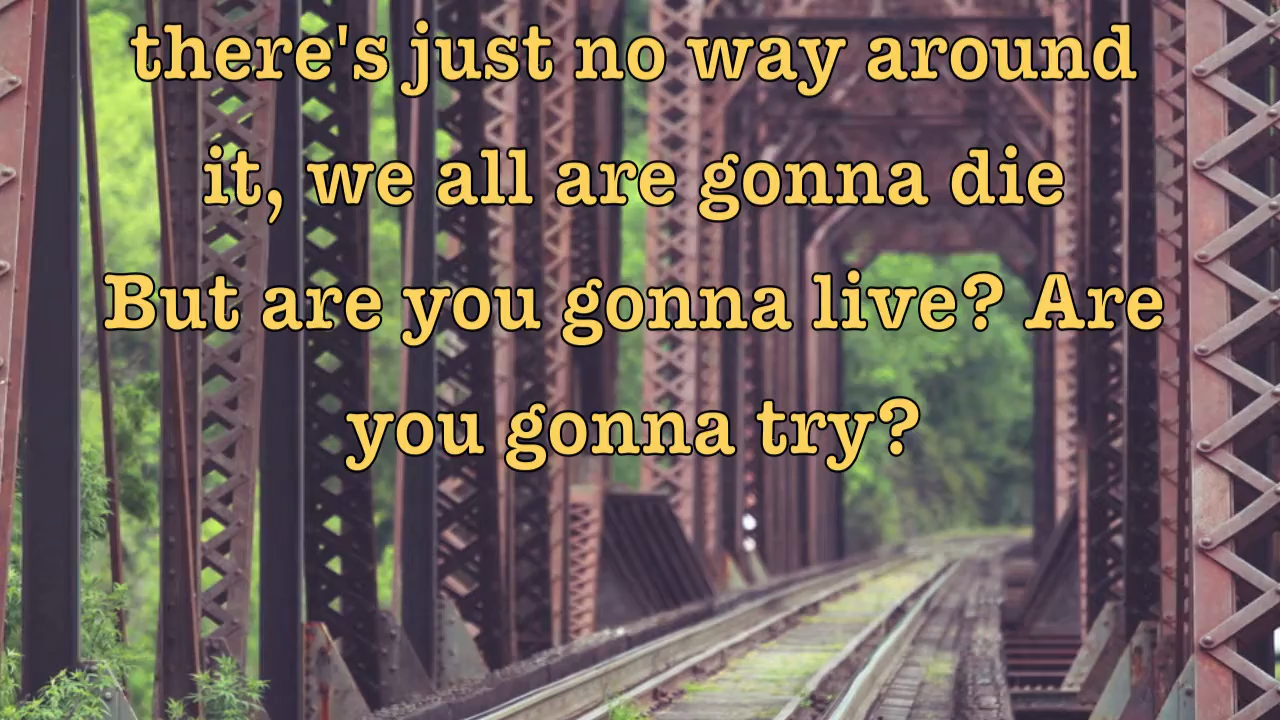 there's just no way around
it, we all are gonna die
But are you gonna live? Are
you gonna try?